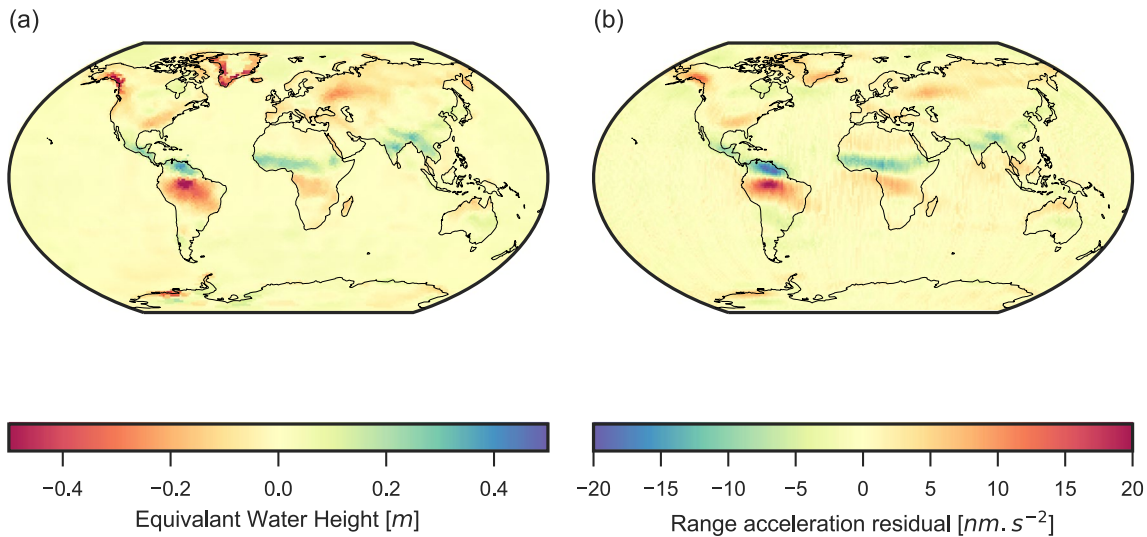 (a)
(b)
−0.4 −0.2 0.0 0.2 0.4
Equivalant Water Height [m]
−20 −15 −10 −5 0 5 10 15 20
Range acceleration residual [nm. s⁻²]